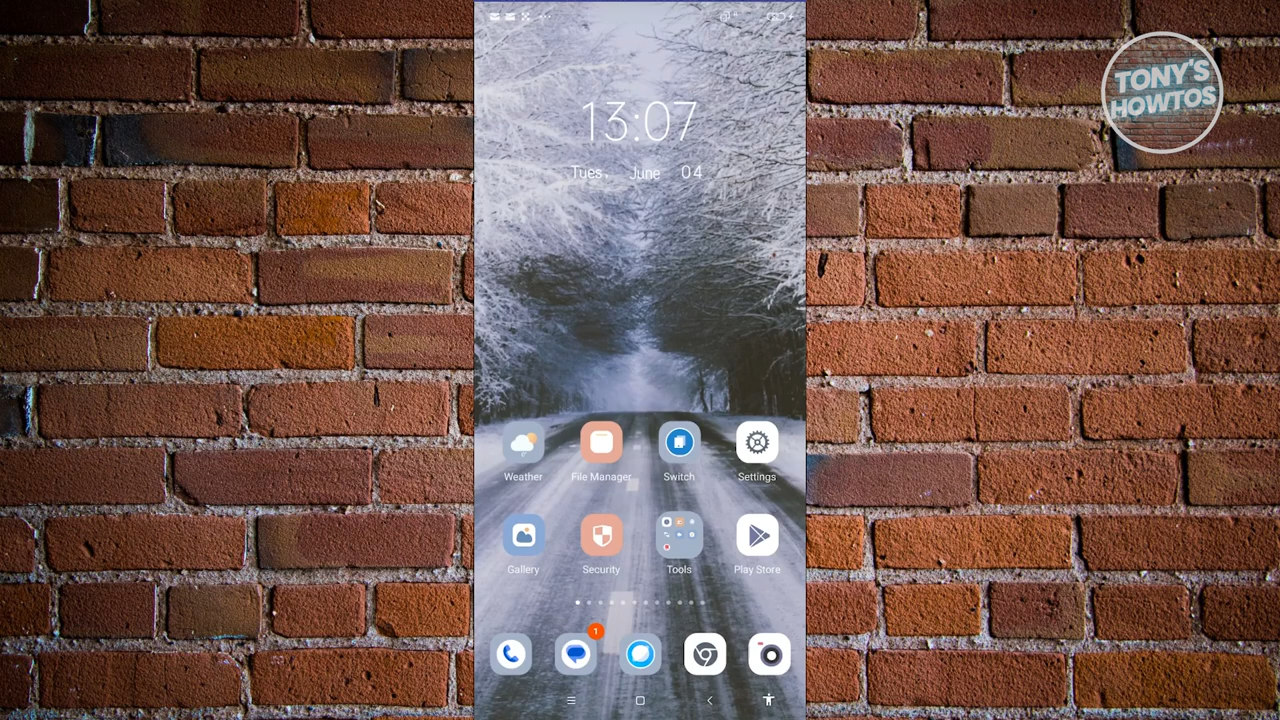 TONY'S
HOWTOS
13:07
Tues, June 04
Weather File Manager Switch Settings
Gallery Security Tools Play Store
1